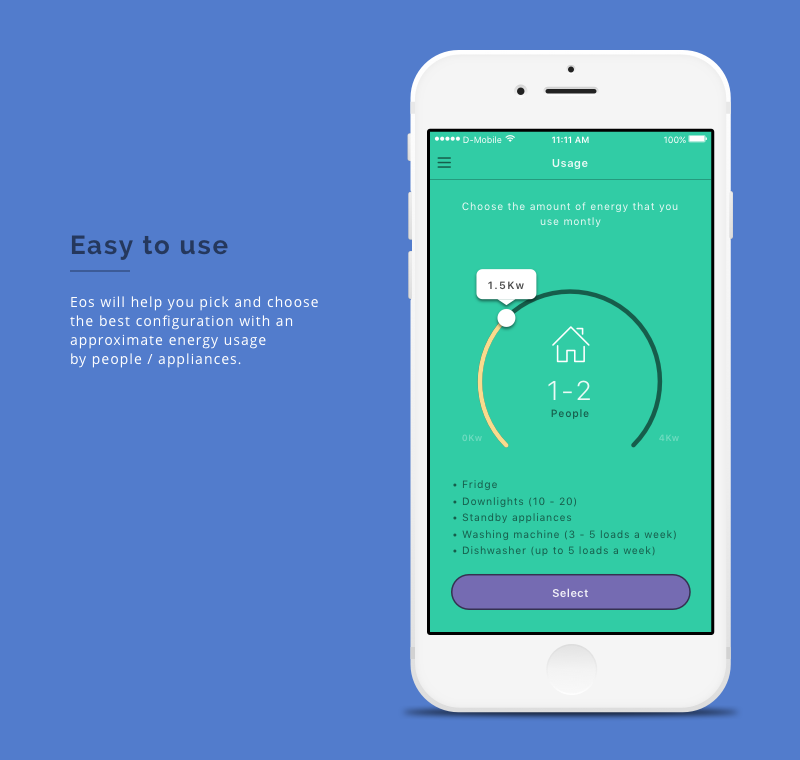 Easy to use
Eos will help you pick and choose
the best configuration with an
approximate energy usage
by people / appliances.
D-Mobile 11:11 AM 100%
Usage
Choose the amount of energy that you
use montly
1.5Kw
1-2
People
0Kw 4Kw
• Fridge
• Downlights (10 - 20)
• Standby appliances
• Washing machine (3 - 5 loads a week)
• Dishwasher (up to 5 loads a week)
Select